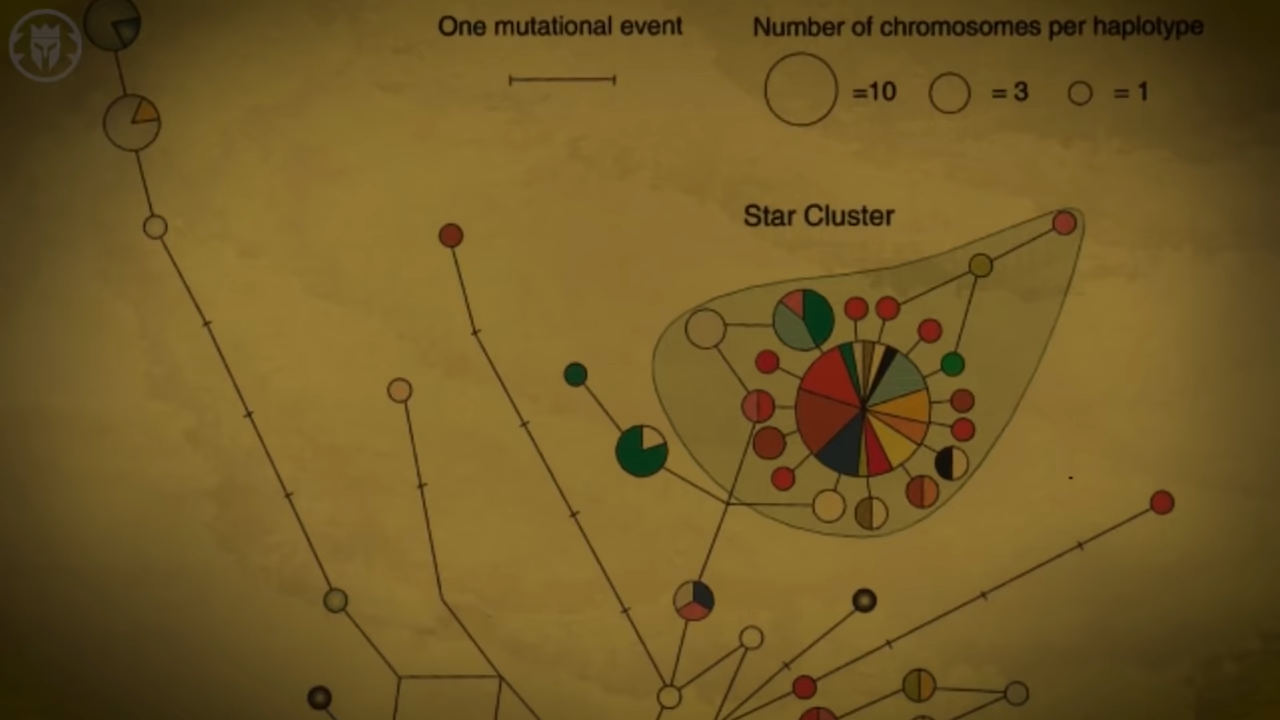 One mutational event
Number of chromosomes per haplotype
=10
= 3
= 1
Star Cluster